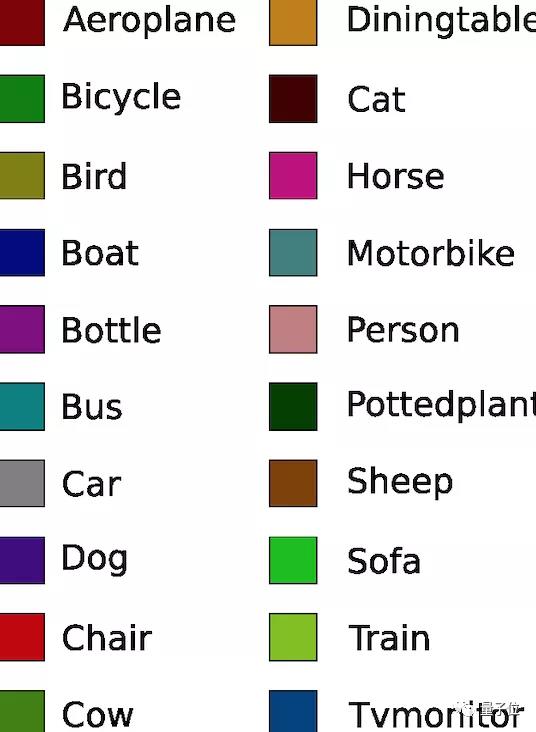 Aeroplane
Diningtable
Bicycle
Cat
Bird
Horse
Boat
Motorbike
Bottle
Person
Bus
Pottedplant
Car
Sheep
Dog
Sofa
Chair
Train
Cow
Tvmonitor
量子位